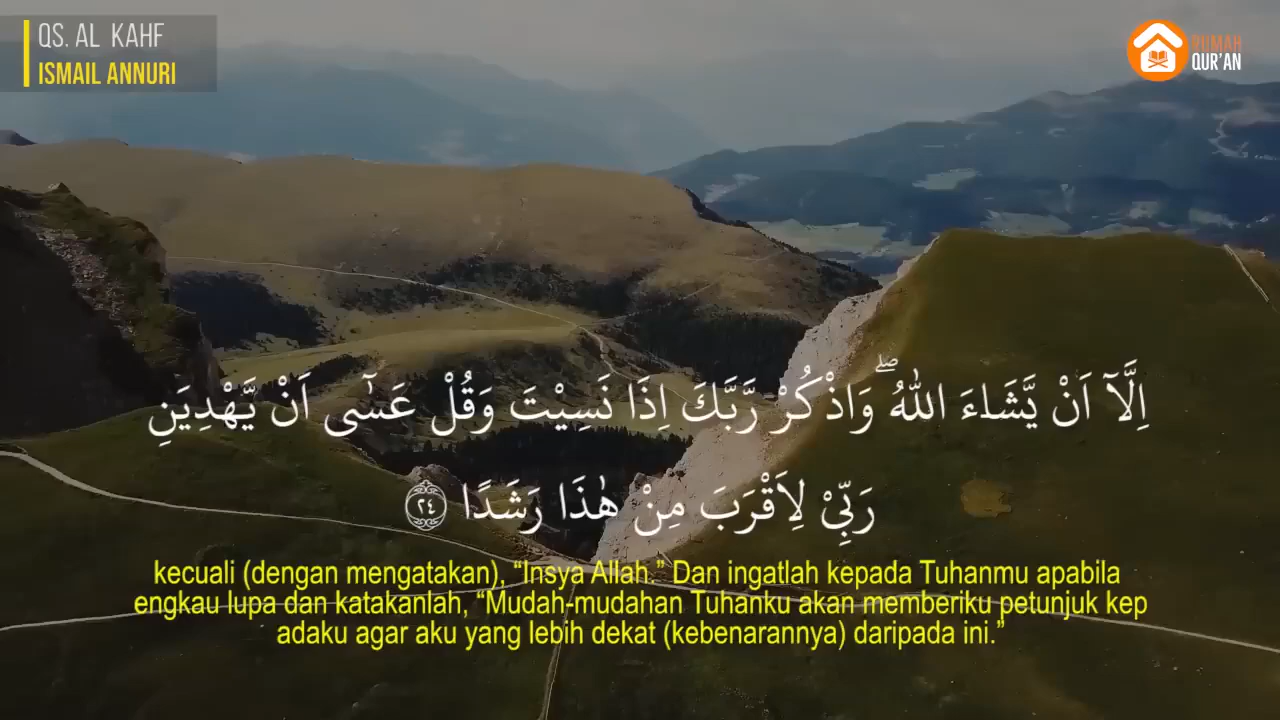 QS. AL KAHF
ISMAIL ANNURI
RUMAH
QUR'AN
اِلَّآ اَنْ يَّشَاۤءَ اللّٰهُ ۖوَاذْكُرْ رَّبَّكَ اِذَا نَسِيْتَ وَقُلْ عَسٰٓى اَنْ يَّهْدِيَنِ
رَبِّيْ لِاَقْرَبَ مِنْ هٰذَا رَشَدًا ٢٤
kecuali (dengan mengatakan), “Insya Allah.” Dan ingatlah kepada Tuhanmu apabila
engkau lupa dan katakanlah, “Mudah-mudahan Tuhanku akan memberiku petunjuk kep
adaku agar aku yang lebih dekat (kebenarannya) daripada ini.”